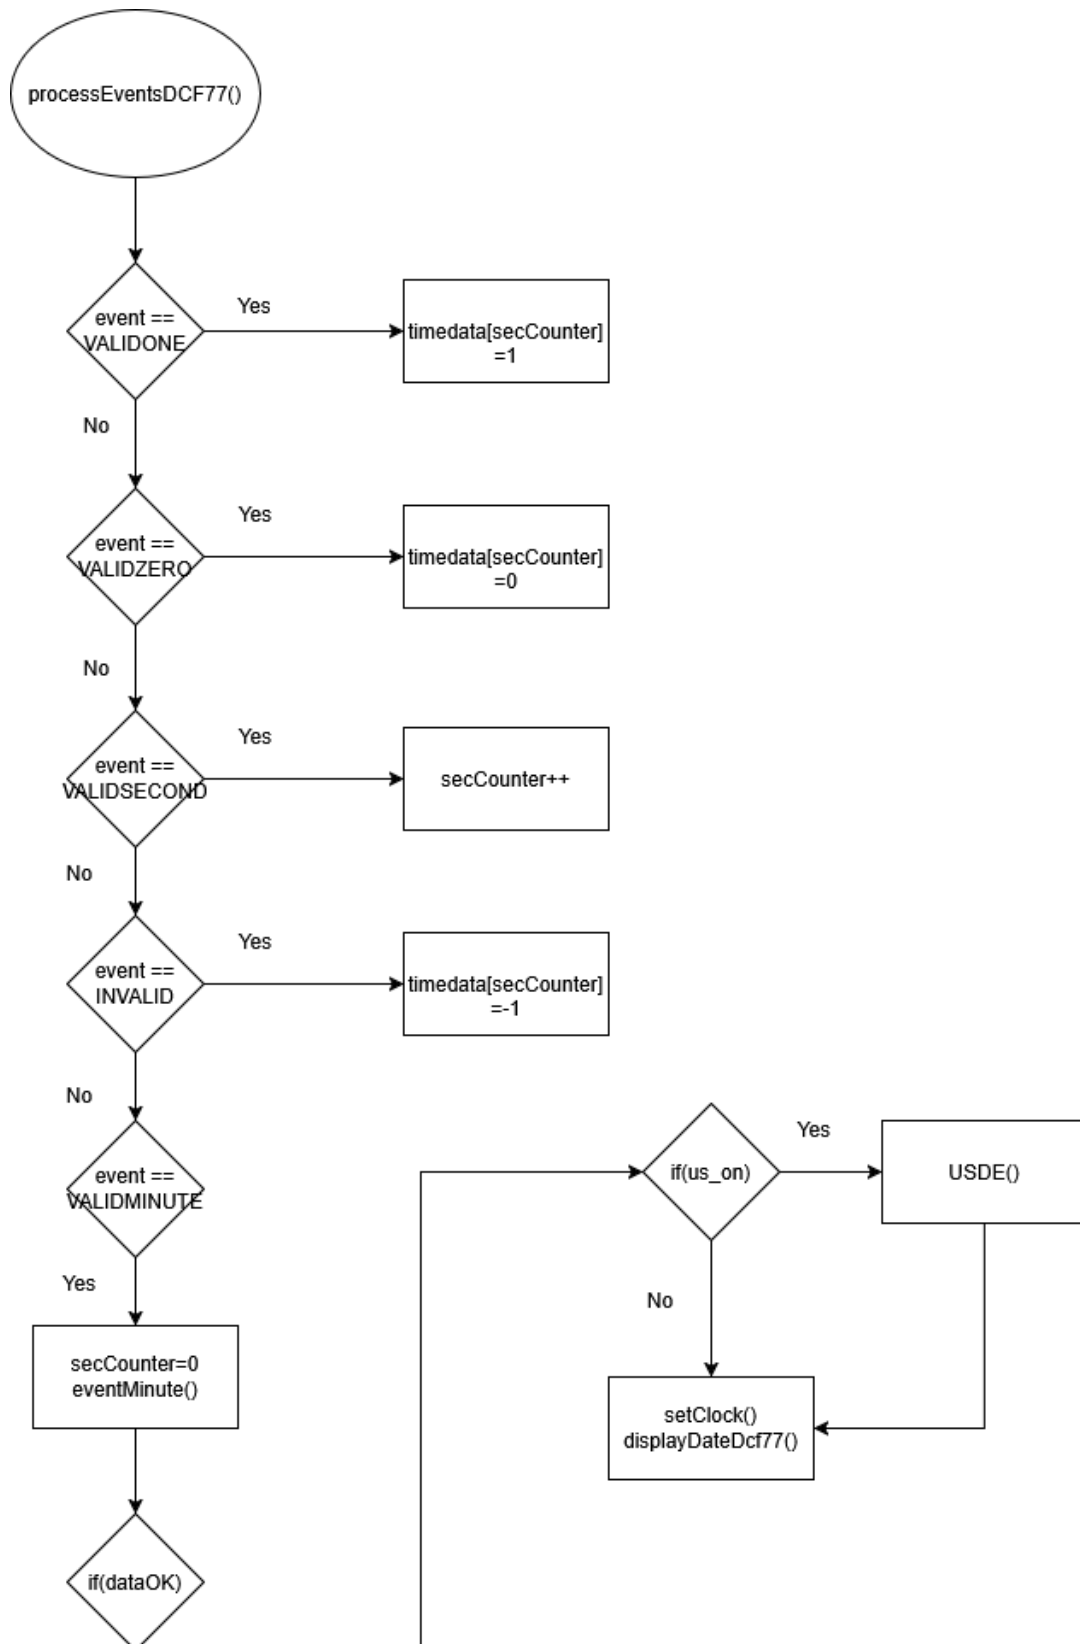 processEventsDCF77()
event ==
VALIDONE
Yes
timedata[secCounter]
=1
No
event ==
VALIDZERO
Yes
timedata[secCounter]
=0
No
event ==
VALIDSECOND
Yes
secCounter++
No
event ==
INVALID
Yes
timedata[secCounter]
=-1
No
event ==
VALIDMINUTE
Yes
secCounter=0
eventMinute()
if(dataOK)
if(us_on)
Yes
USDE()
No
setClock()
displayDateDcf77()